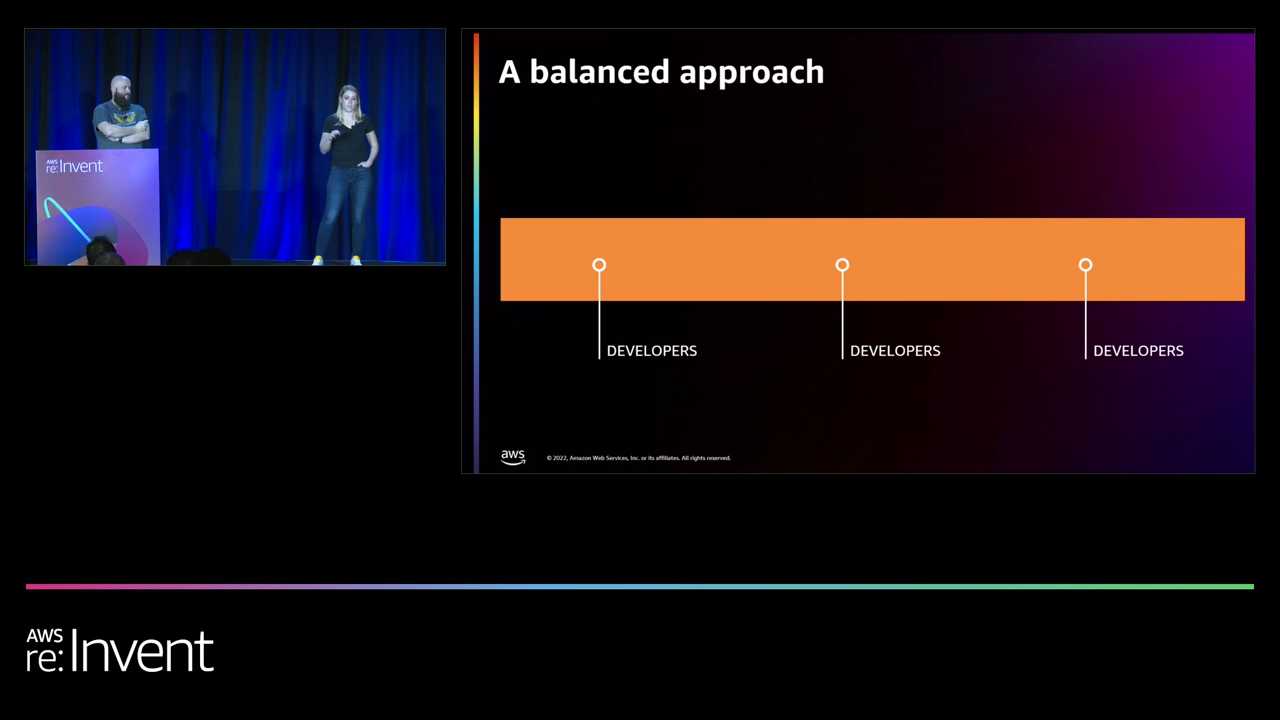 AWS
re:Invent
A balanced approach
DEVELOPERS
DEVELOPERS
DEVELOPERS
aws
© 2022, Amazon Web Services, Inc. or its affiliates. All rights reserved.
AWS
re:Invent